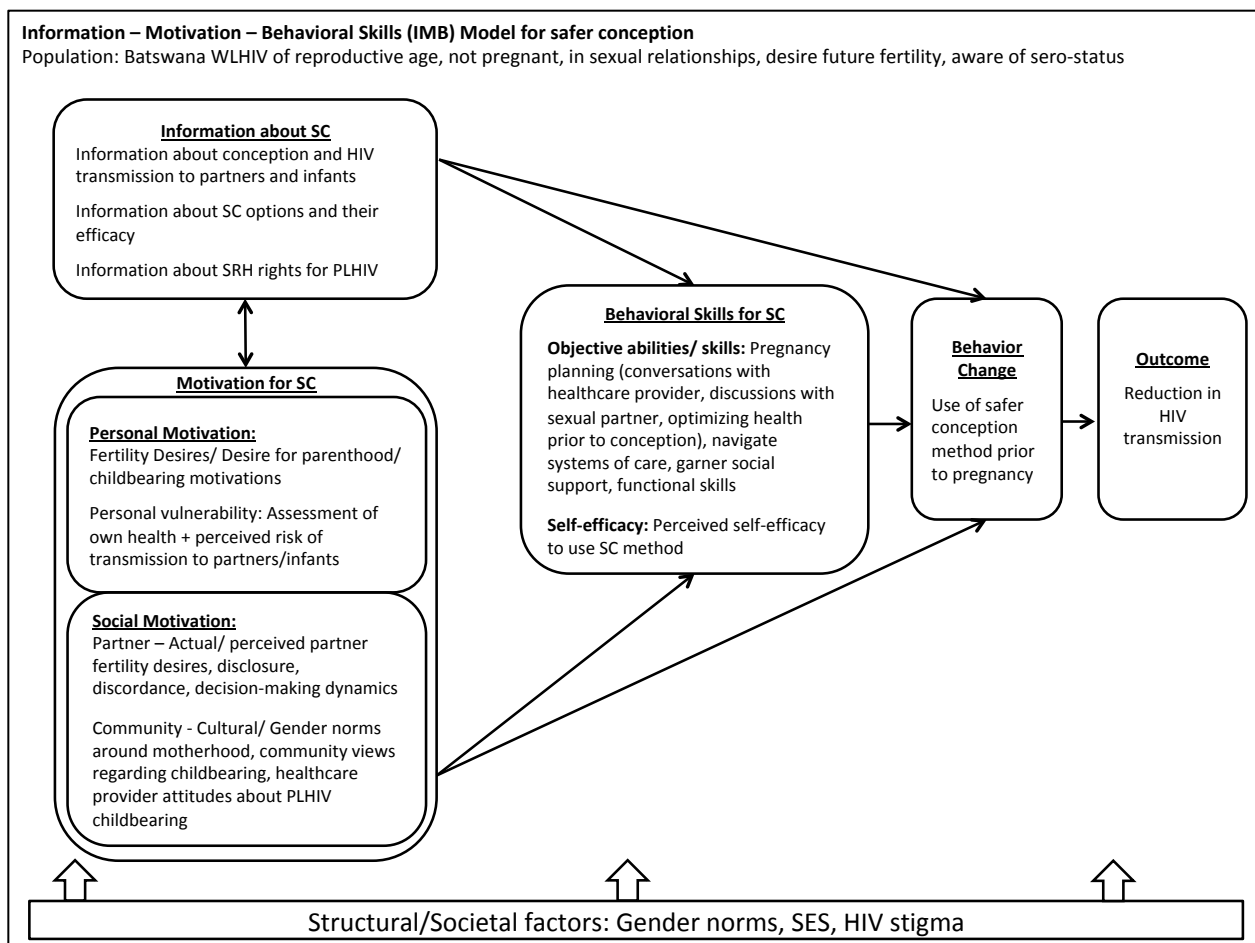 Information – Motivation – Behavioral Skills (IMB) Model for safer conception
Population: Batswana WLHIV of reproductive age, not pregnant, in sexual relationships, desire future fertility, aware of sero-status
Information about SC
Information about conception and HIV
transmission to partners and infants
Information about SC options and their
efficacy
Information about SRH rights for PLHIV
Motivation for SC
Personal Motivation:
Fertility Desires/ Desire for parenthood/
childbearing motivations
Personal vulnerability: Assessment of
own health + perceived risk of
transmission to partners/infants
Social Motivation:
Partner – Actual/ perceived partner
fertility desires, disclosure,
discordance, decision-making dynamics
Community - Cultural/ Gender norms
around motherhood, community views
regarding childbearing, healthcare
provider attitudes about PLHIV
childbearing
Behavioral Skills for SC
Objective abilities/ skills: Pregnancy
planning (conversations with
healthcare provider, discussions with
sexual partner, optimizing health
prior to conception), navigate
systems of care, garner social
support, functional skills
Self-efficacy: Perceived self-efficacy
to use SC method
Behavior
Change
Use of safer
conception
method prior
to pregnancy
Outcome
Reduction in
HIV
transmission
Structural/Societal factors: Gender norms, SES, HIV stigma